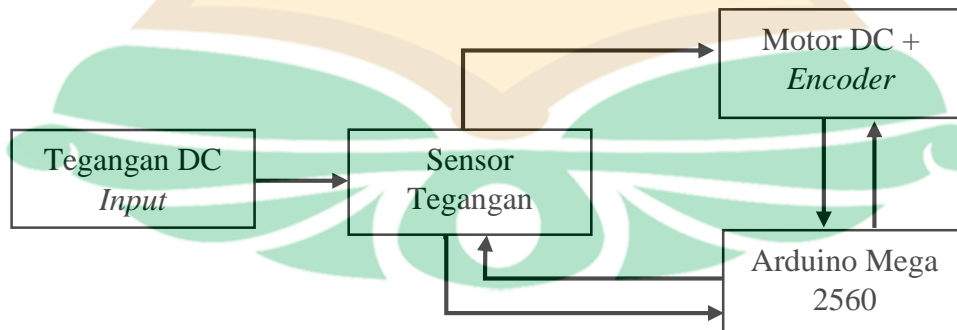 Motor DC +
Encoder
Tegangan DC
Input
Sensor
Tegangan
Arduino Mega
2560